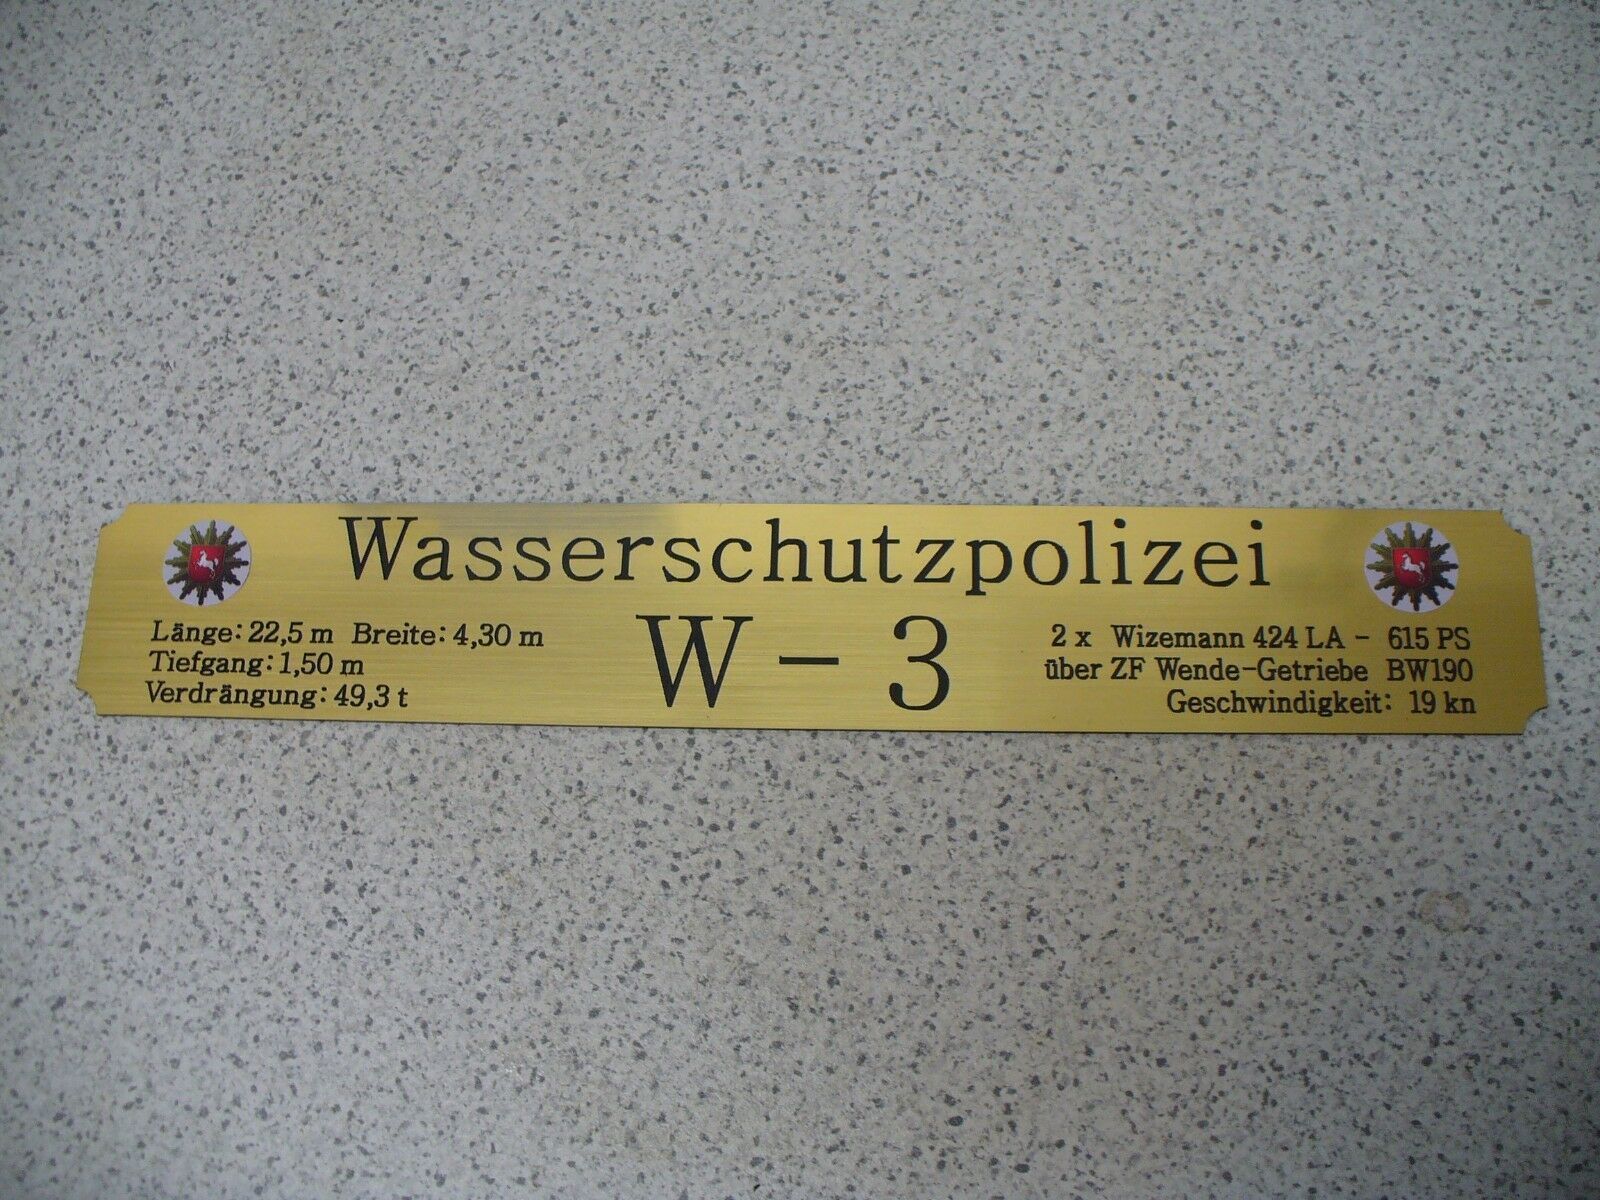 Wasserschutzpolizei
W – 3
Länge: 22,5 m Breite: 4,30 m
Tiefgang: 1,50 m
Verdrängung: 49,3 t
2 x Wizemann 424 LA - 615 PS
über ZF Wende-Getriebe BW190
Geschwindigkeit: 19 kn